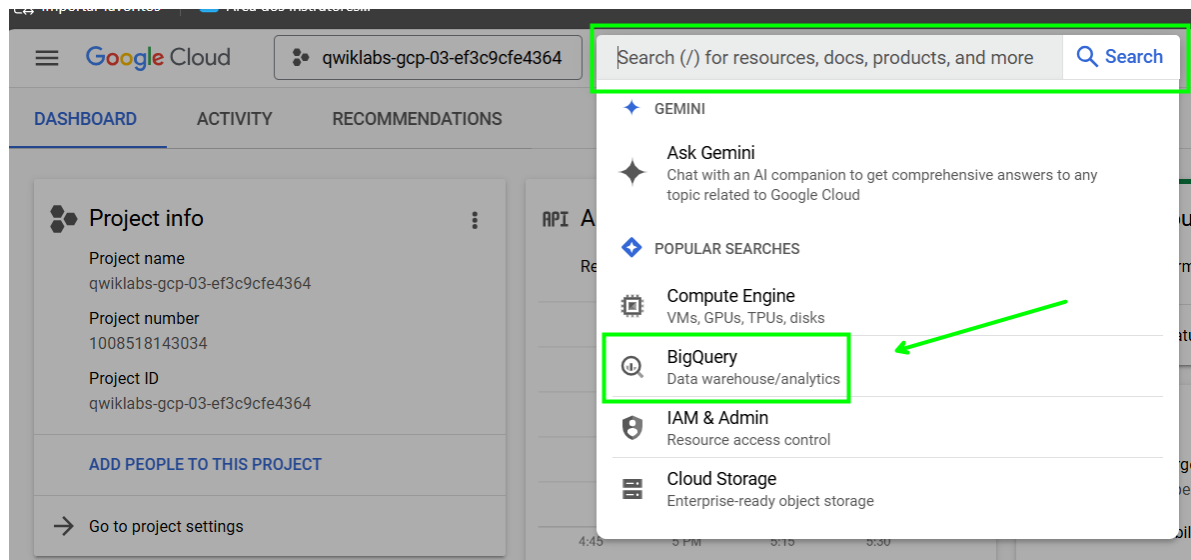 Importar favoritos
Google Cloud
qwiklabs-gcp-03-ef3c9cfe4364
Search (/) for resources, docs, products, and more
Search
DASHBOARD
ACTIVITY
RECOMMENDATIONS
GEMINI
Ask Gemini
Chat with an AI companion to get comprehensive answers to any
topic related to Google Cloud
POPULAR SEARCHES
Compute Engine
VMs, GPUs, TPUs, disks
BigQuery
Data warehouse/analytics
IAM & Admin
Resource access control
Cloud Storage
Enterprise-ready object storage
Project info
Project name
qwiklabs-gcp-03-ef3c9cfe4364
Project number
1008518143034
Project ID
qwiklabs-gcp-03-ef3c9cfe4364
ADD PEOPLE TO THIS PROJECT
Go to project settings
API A
Re
4:45
5 PM
5:15
5:30